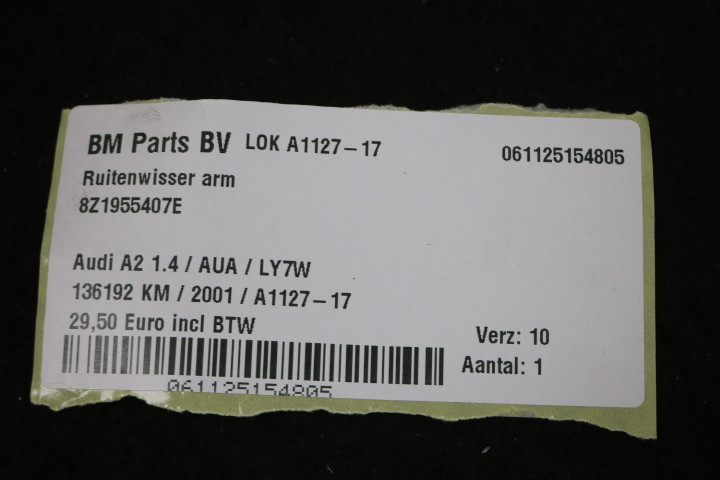 BM Parts BV LOK A1127-17 061125154805
Ruitenwisser arm
8Z1955407E
Audi A2 1.4 / AUA / LY7W
136192 KM / 2001 / A1127-17
29,50 Euro incl BTW
Verz: 10
Aantal: 1
061125154805